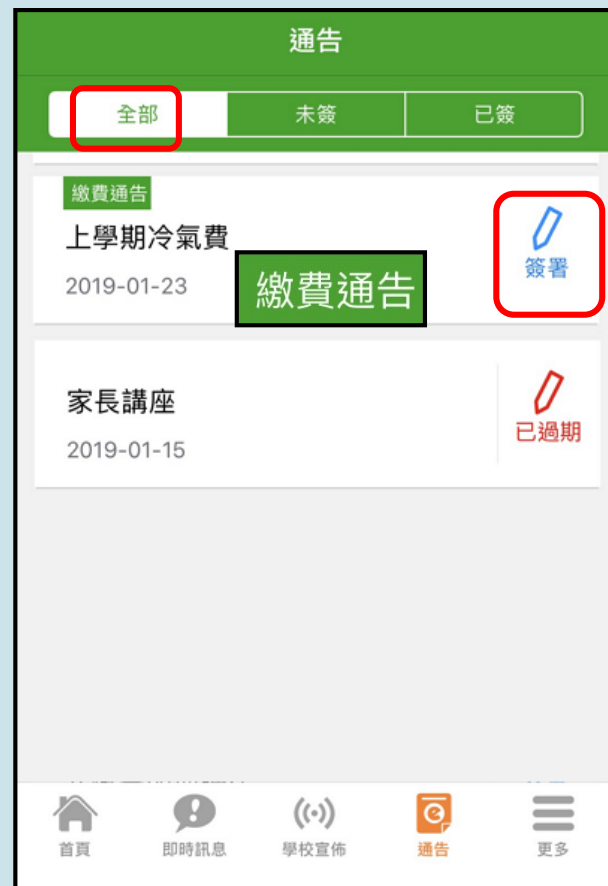 通告
全部 未簽 已簽
繳費通告
上學期冷氣費
2019-01-23
簽署
繳費通告
家長講座
2019-01-15
已過期
首頁 即時訊息 學校宣佈 通告 更多